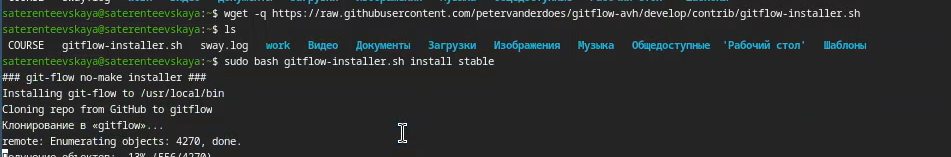 saterenteevskaya@saterenteevskaya:~$ wget -q https://raw.githubusercontent.com/petervanderdoes/gitflow-avh/develop/contrib/gitflow-installer.sh
saterenteevskaya@saterenteevskaya:~$ ls
COURSE gitflow-installer.sh sway.log work Видео Документы Загрузки Изображения Музыка Общедоступные 'Рабочий стол' Шаблоны
saterenteevskaya@saterenteevskaya:~$ sudo bash gitflow-installer.sh install stable
### git-flow no-make installer ###
Installing git-flow to /usr/local/bin
Cloning repo from GitHub to gitflow
Клонирование в «gitflow»...
remote: Enumerating objects: 4270, done.
объектов: 13% (556/4270)